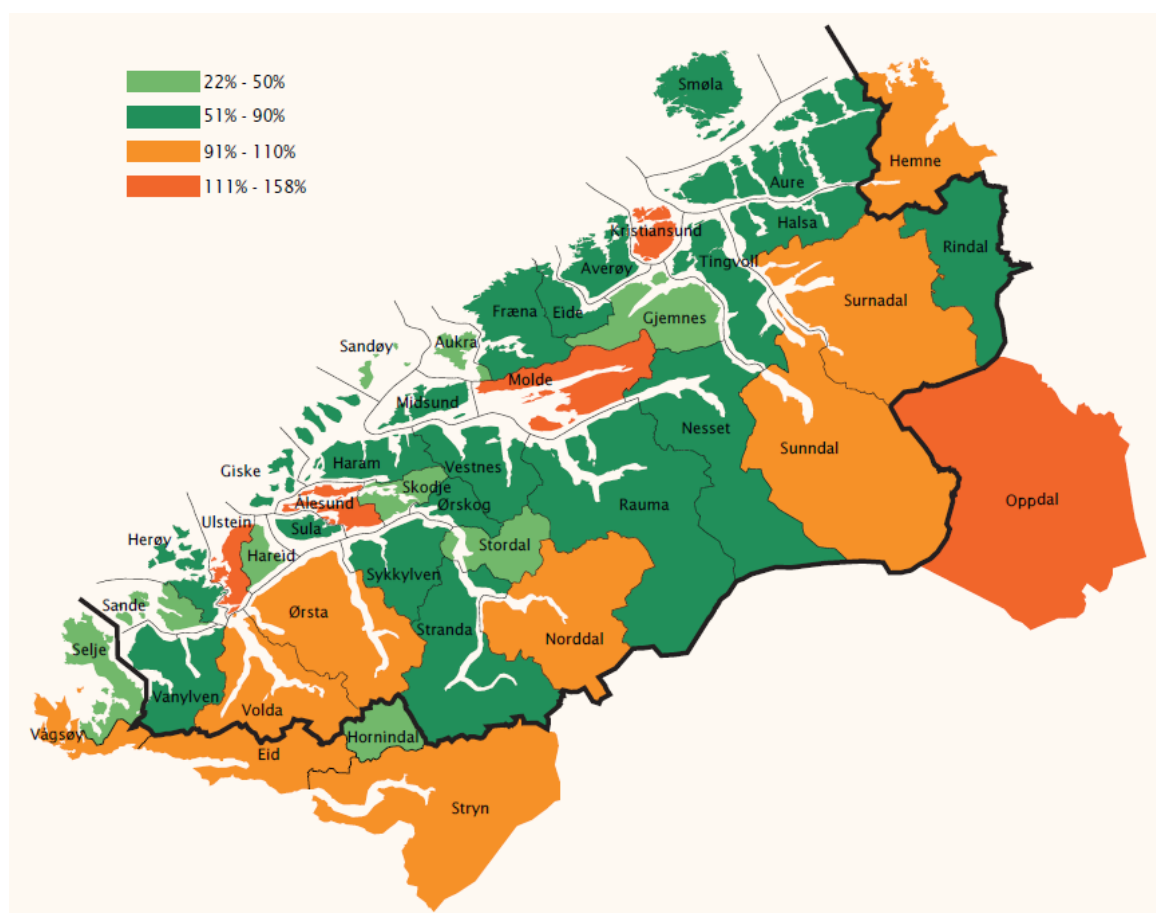 22% - 50%
51% - 90%
91% - 110%
111% - 158%
Smøla
Hemne
Aure
Halsa
Kristiansund
Rindal
Tingvoll
Averøy
Surnadal
Fræna
Eide
Gjemnes
Sandøy
Aukra
Molde
Midsund
Nesset
Sunndal
Giske
Haram
Vestnes
Skodje
Ålesund
Ørskog
Rauma
Oppdal
Ulstein
Sula
Herøy
Hareid
Stordal
Sykkylven
Sande
Ørsta
Stranda
Norddal
Selje
Vanylven
Volda
Vågsøy
Hornindal
Eid
Stryn